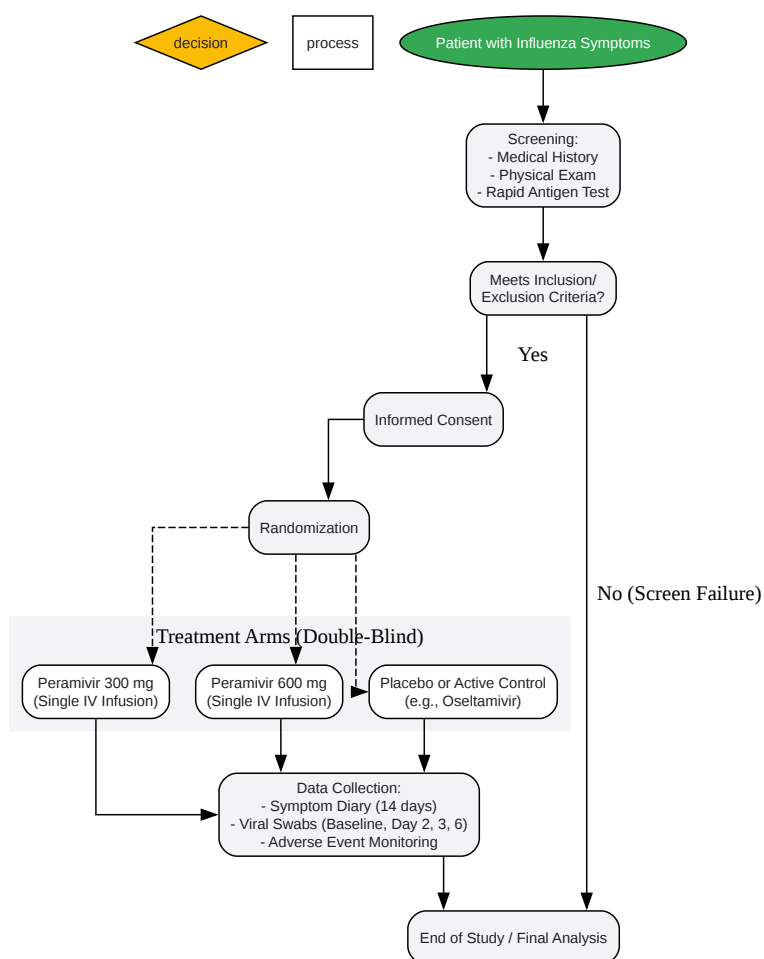 decision
process
Patient with Influenza Symptoms
Screening:
- Medical History
- Physical Exam
- Rapid Antigen Test
Meets Inclusion/
Exclusion Criteria?
Yes
Informed Consent
Randomization
No (Screen Failure)
Treatment Arms (Double-Blind)
Peramivir 300 mg
(Single IV Infusion)
Peramivir 600 mg
(Single IV Infusion)
Placebo or Active Control
(e.g., Oseltamivir)
Data Collection:
- Symptom Diary (14 days)
- Viral Swabs (Baseline, Day 2, 3, 6)
- Adverse Event Monitoring
End of Study / Final Analysis